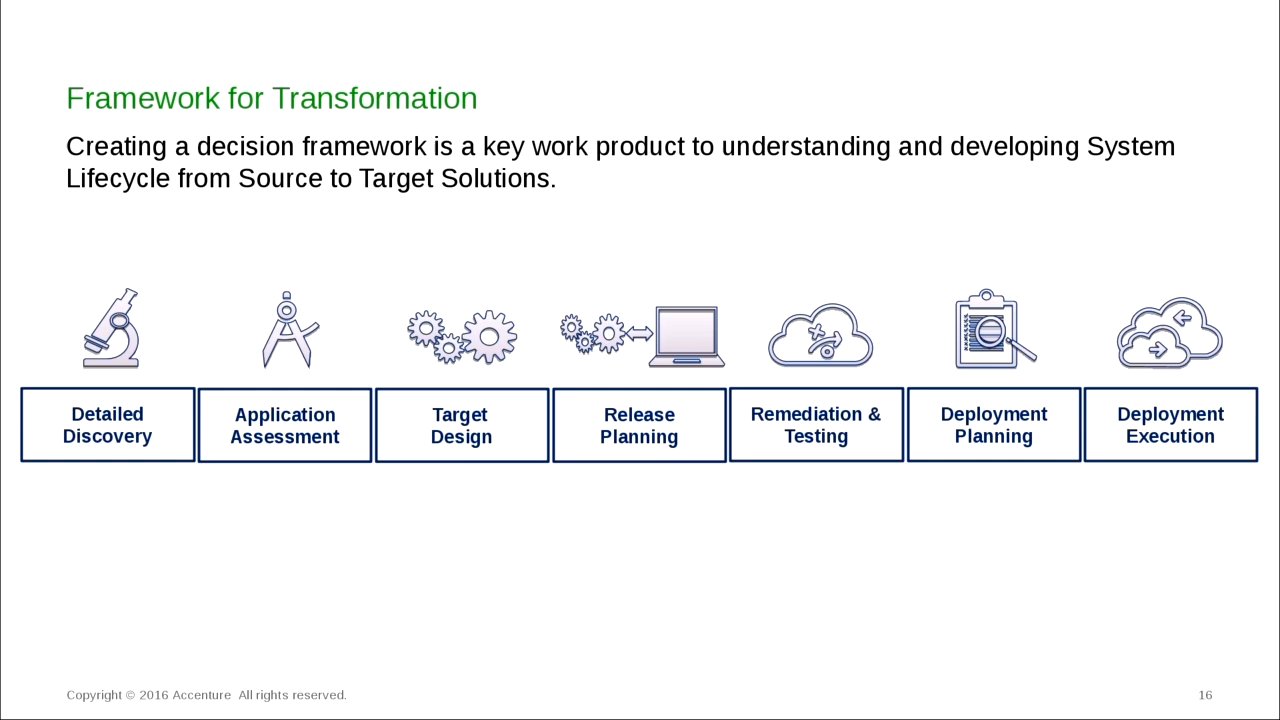 Framework for Transformation
Creating a decision framework is a key work product to understanding and developing System
Lifecycle from Source to Target Solutions.
Detailed
Discovery
Application
Assessment
Target
Design
Release
Planning
Remediation &
Testing
Deployment
Planning
Deployment
Execution
Copyright © 2016 Accenture  All rights reserved.
16